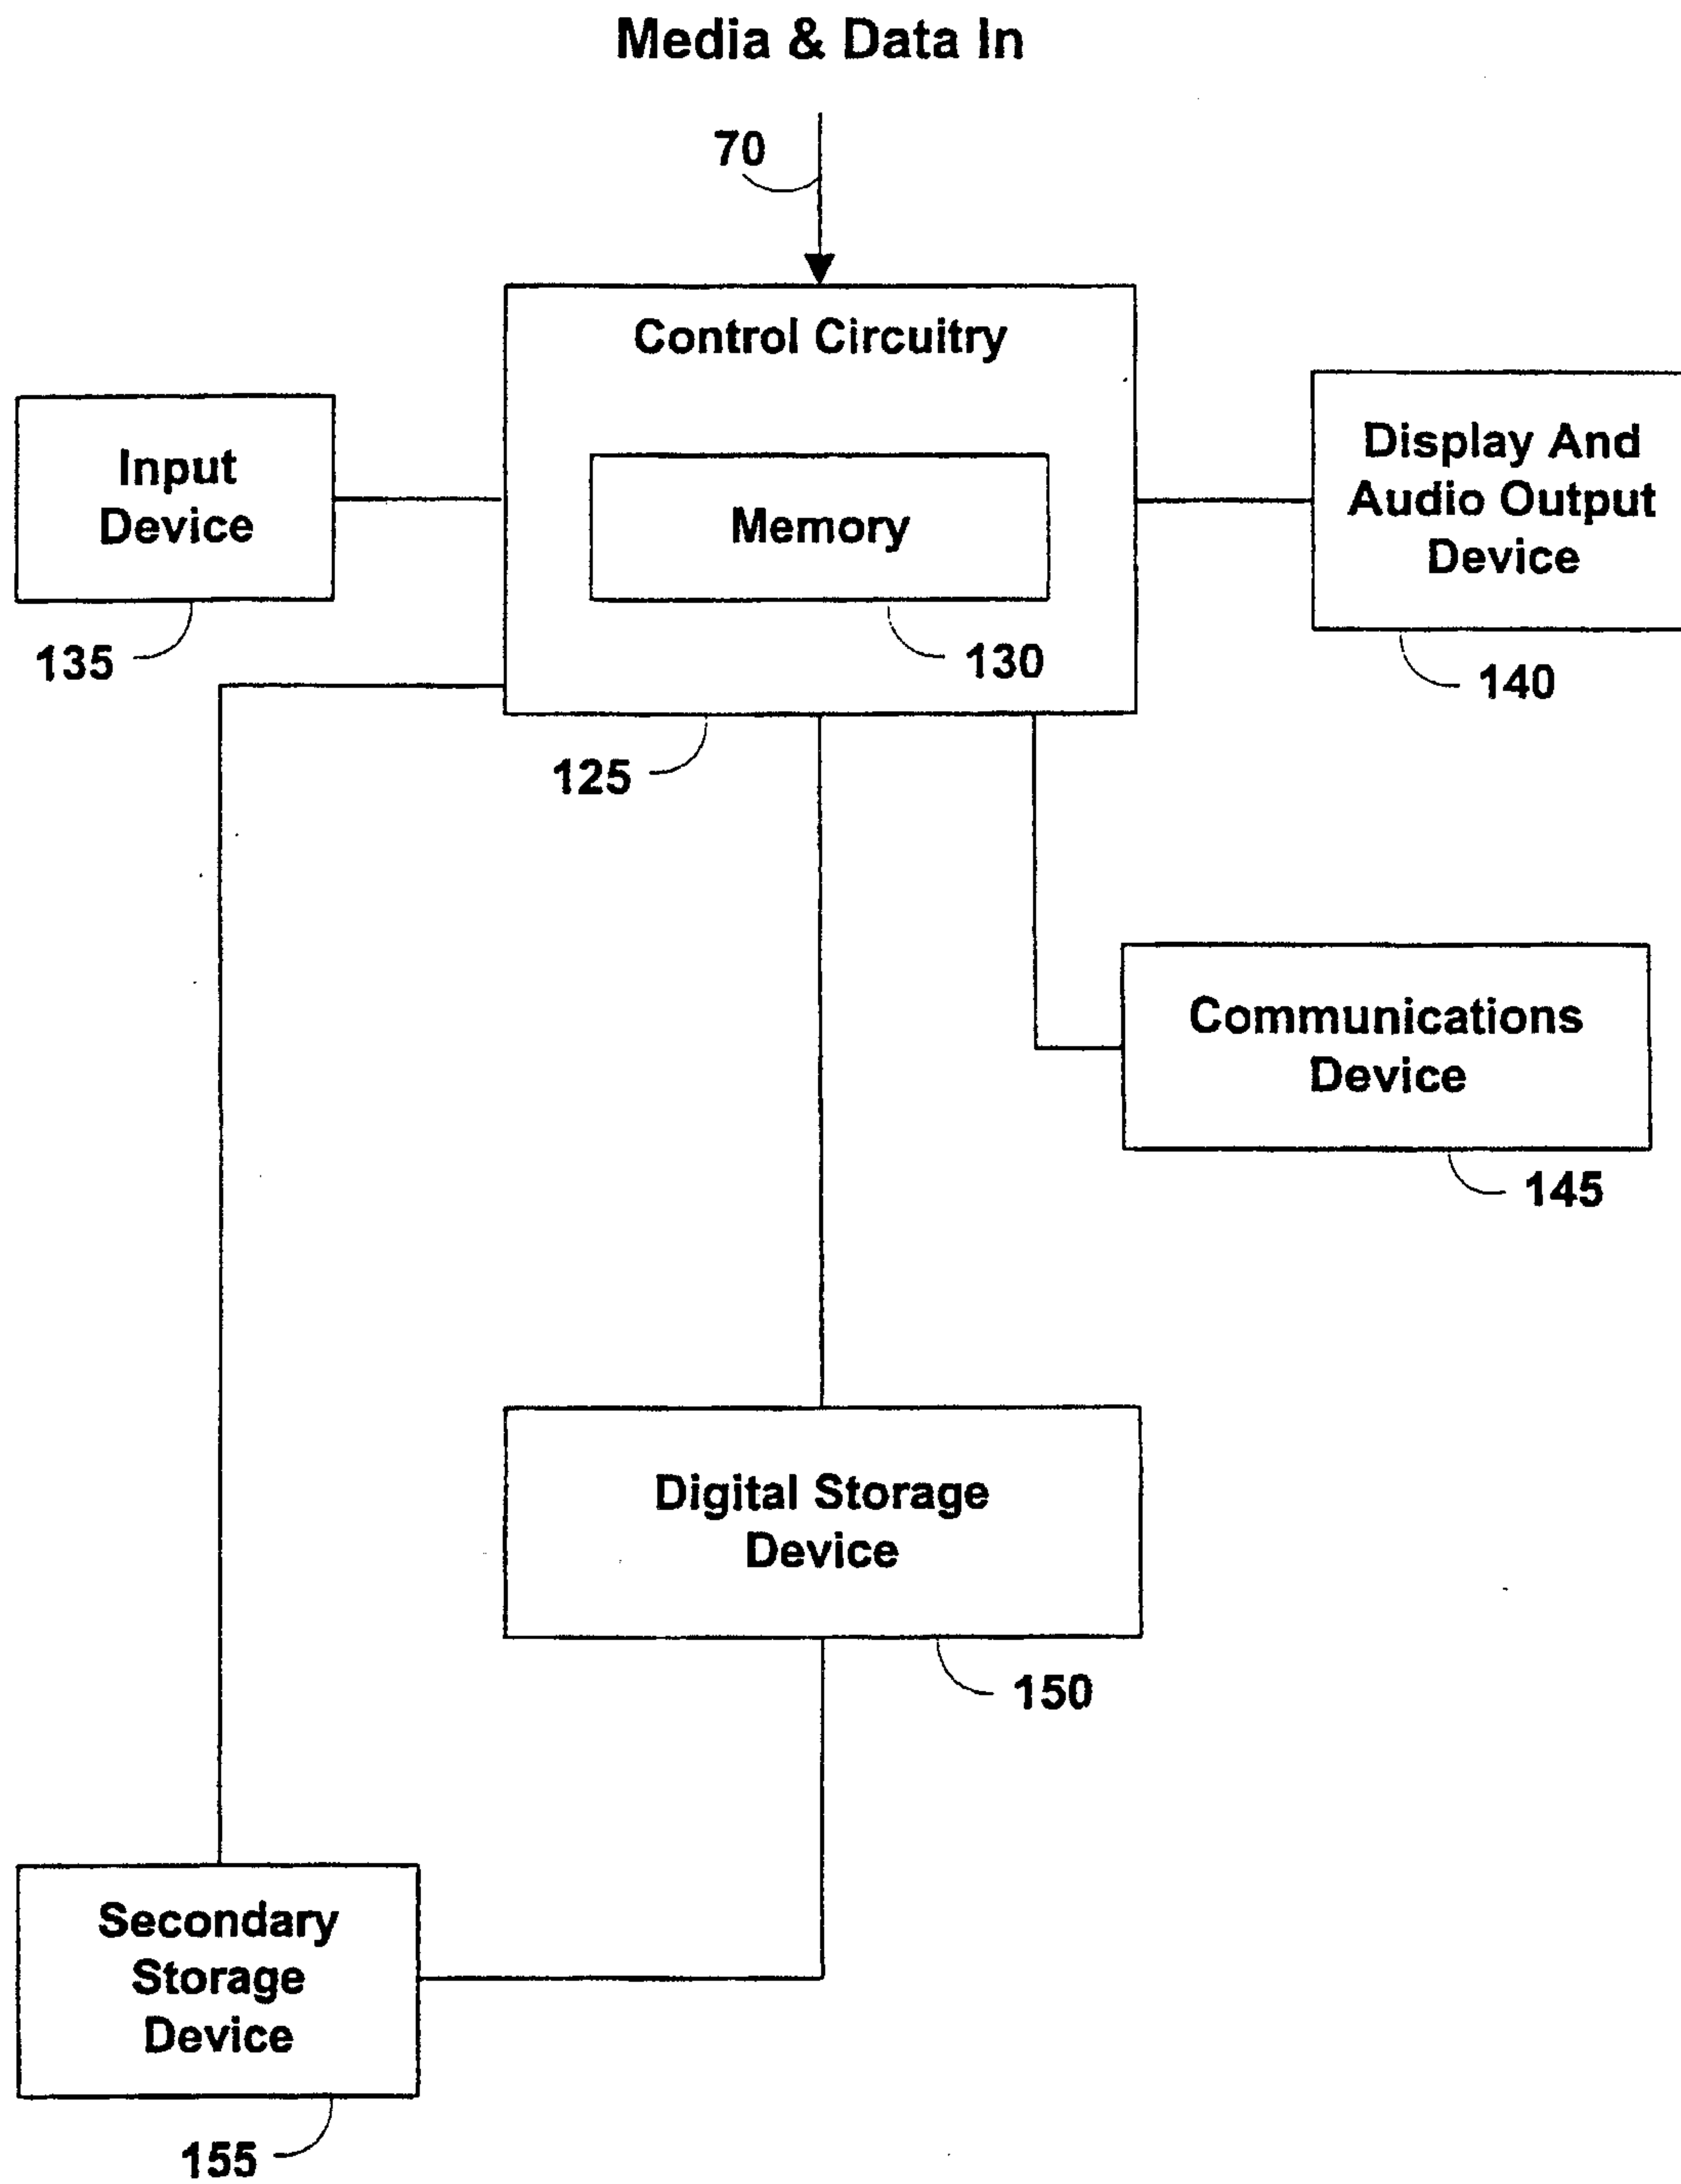 Media & Data In
70
Control Circuitry
Input
Device
Memory
Display And
Audio Output
Device
135
130
140
125
Communications
Device
145
Digital Storage
Device
150
Secondary
Storage
Device
155